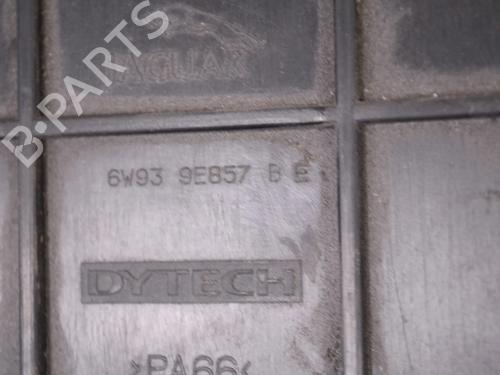 JAGUAR
B-PARTS
6W93 9E857 B E
DYTECH
>PA66<